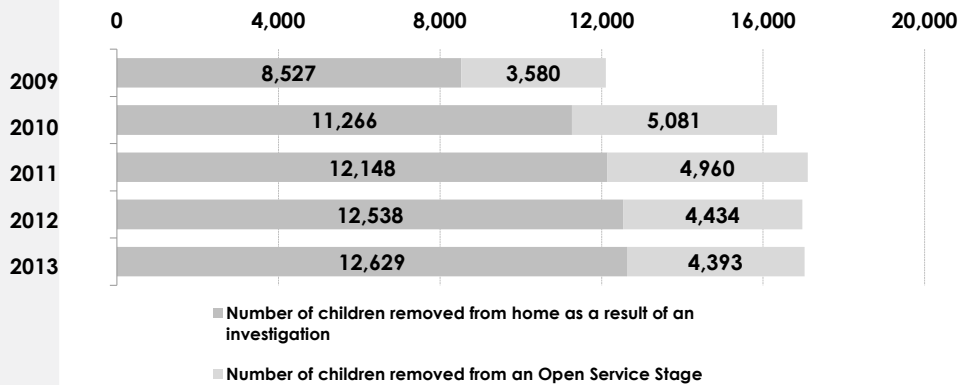 0 4,000 8,000 12,000 16,000 20,000
2009 8,527 3,580
2010 11,266 5,081
2011 12,148 4,960
2012 12,538 4,434
2013 12,629 4,393
Number of children removed from home as a result of an
investigation
Number of children removed from an Open Service Stage